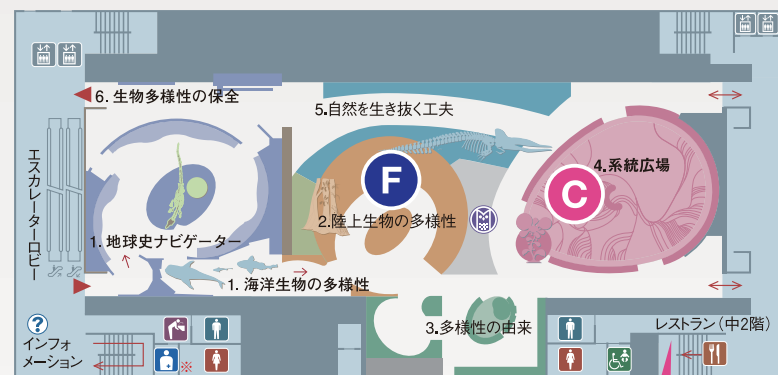 6. 生物多様性の保全
5.自然を生き抜く工夫
F
C
4.系統広場
エスカレーターロビー
2.陸上生物の多様性
1. 地球史ナビゲーター
1. 海洋生物の多様性
3.多様性の由来
?
インフォ
メーション
※
レストラン(中2階)